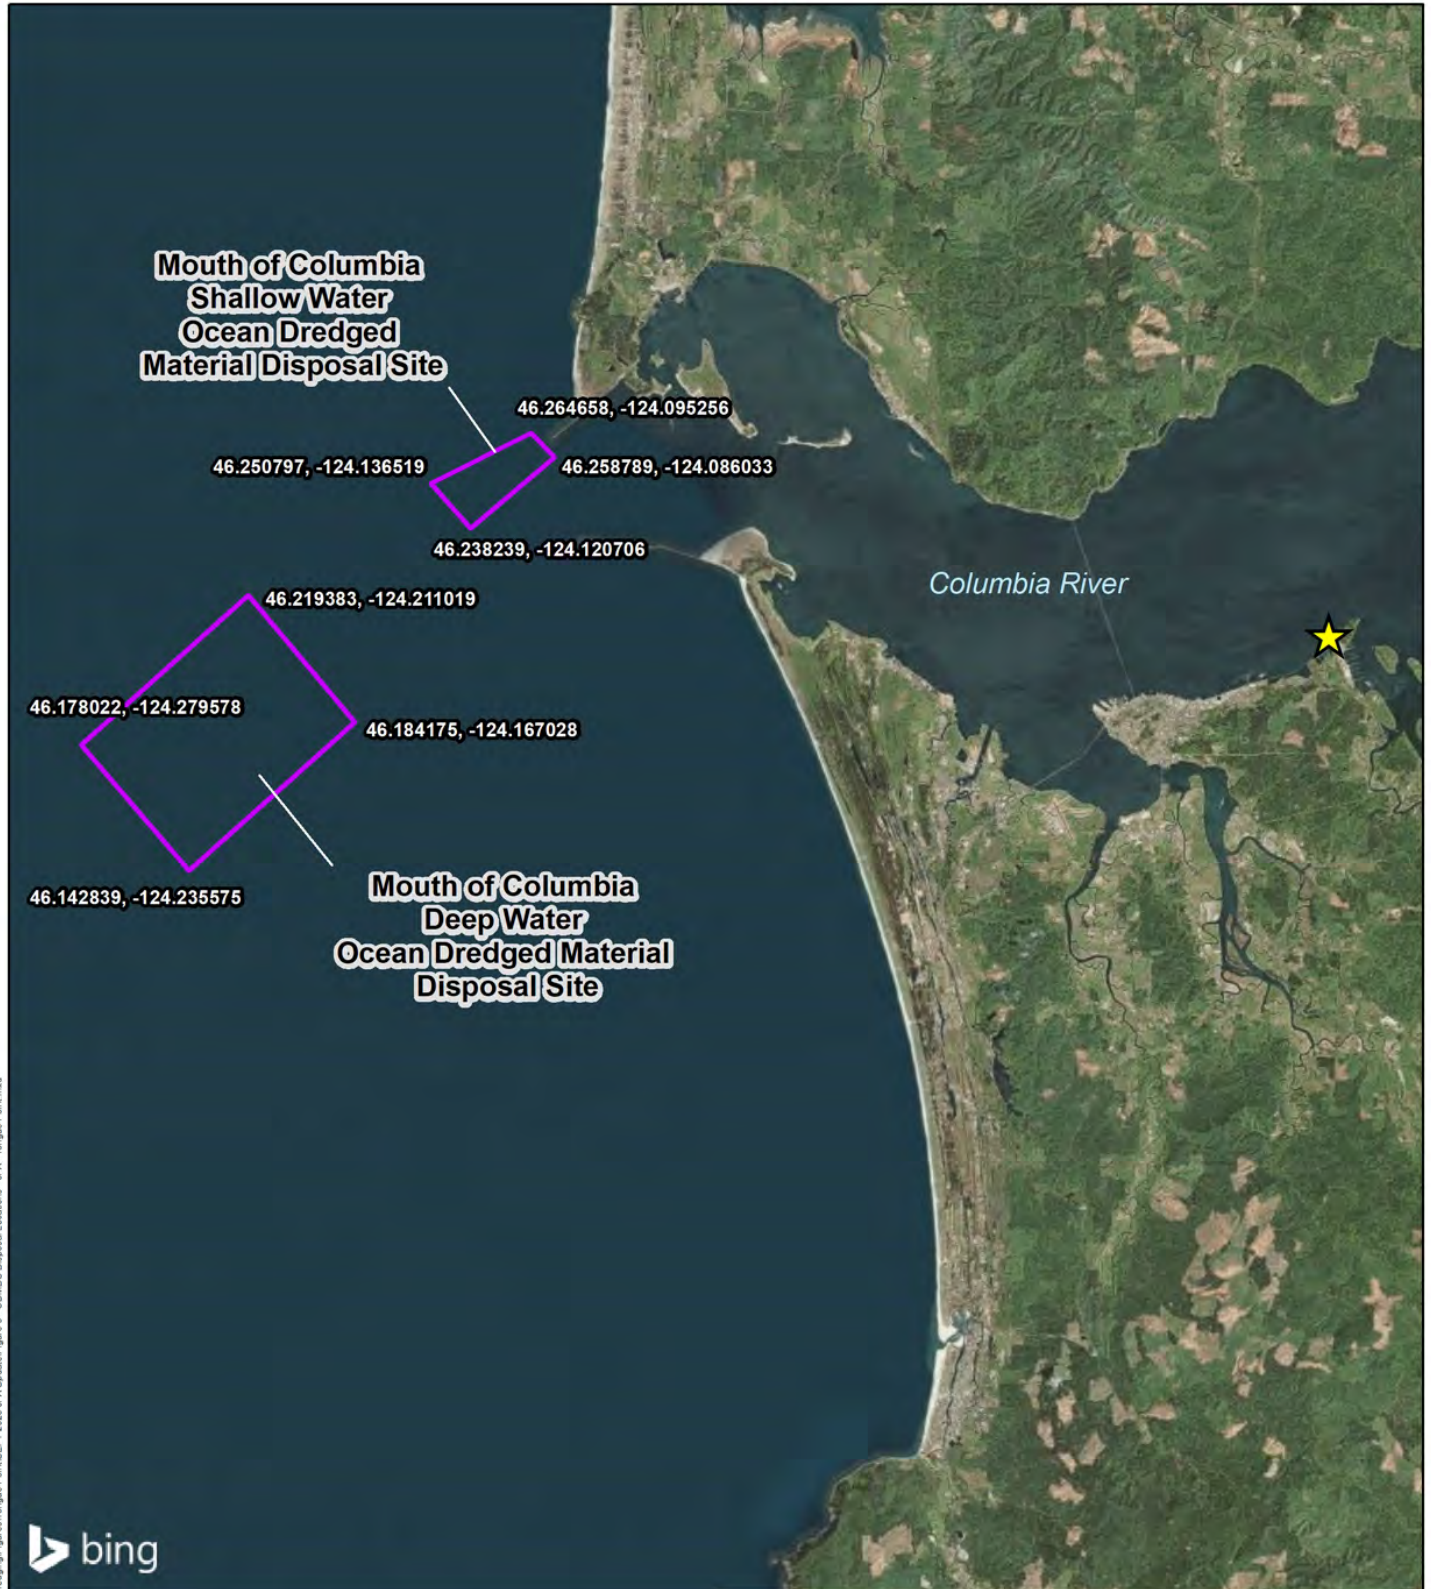 Mouth of Columbia
Shallow Water
Ocean Dredged
Material Disposal Site
46.264658, -124.095256
46.250797, -124.136519
46.258789, -124.086033
46.238239, -124.120706
Columbia River
46.219383, -124.211019
46.178022, -124.279578
46.184175, -124.167028
46.142839, -124.235575
Mouth of Columbia
Deep Water
Ocean Dredged Material
Disposal Site
bing